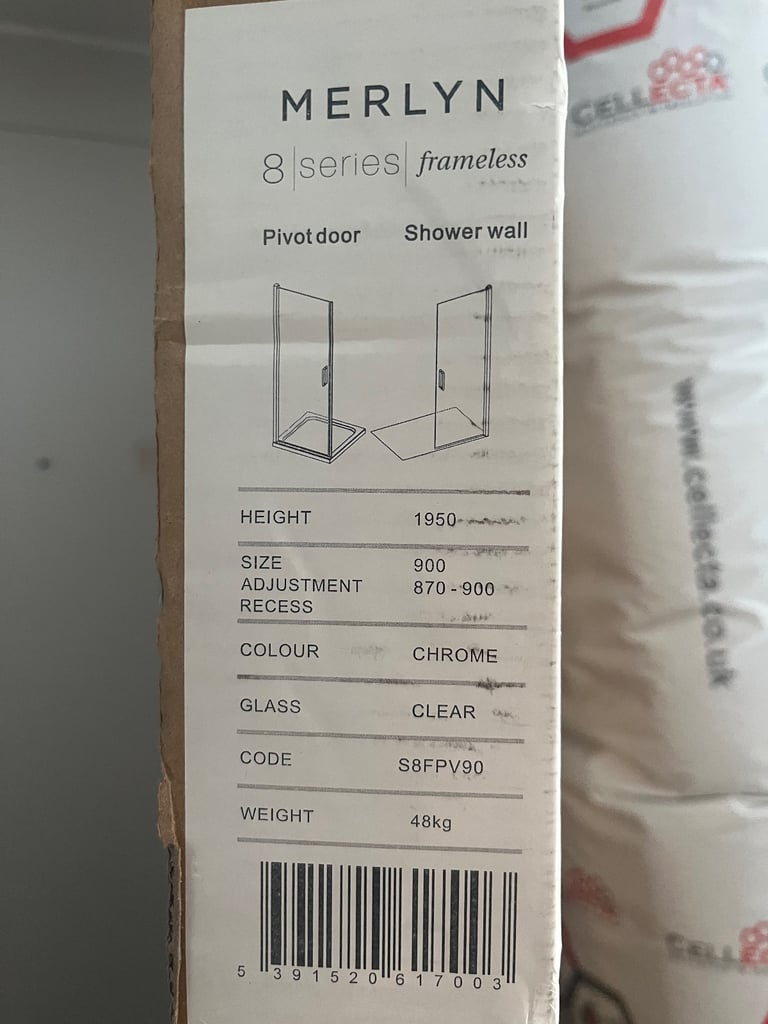 MERLYN
8 series frameless
Pivot door Shower wall
HEIGHT 1950
SIZE 900
ADJUSTMENT 870 - 900
RECESS
COLOUR CHROME
GLASS CLEAR
CODE S8FPV90
WEIGHT 48kg
5 391520 617003
CELLECTA
www.cellecta.co.uk